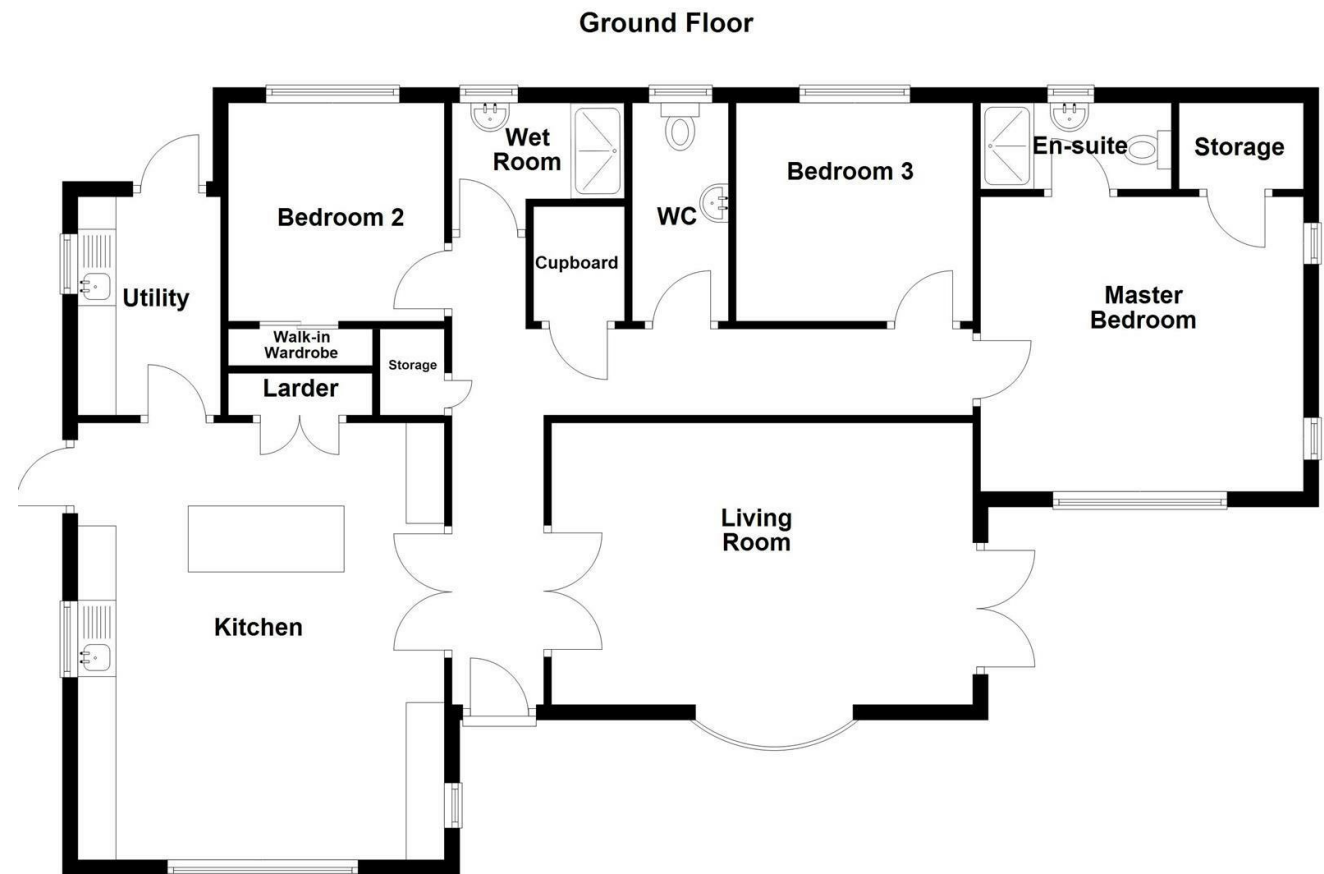 Ground Floor
Wet
Room
En-suite
Storage
Bedroom 3
Bedroom 2
WC
Cupboard
Utility
Master
Bedroom
Walk-in
Wardrobe
Storage
Larder
Living
Room
Kitchen